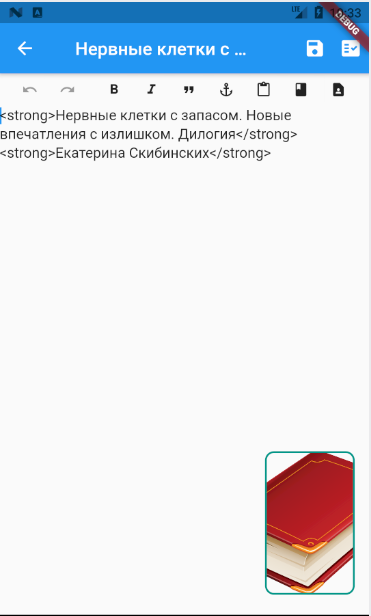 10:33
DEBUG
Нервные клетки с ...
B I
<strong>Нервные клетки с запасом. Новые
впечатления с излишком. Дилогия</strong>
<strong>Екатерина Скибинских</strong>